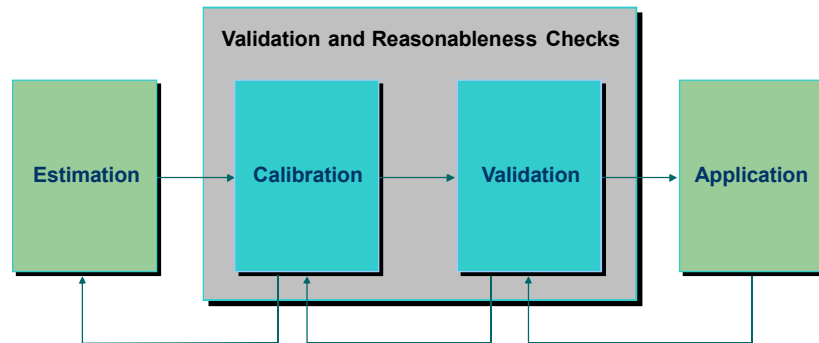 Validation and Reasonableness Checks
Estimation
Calibration
Validation
Application